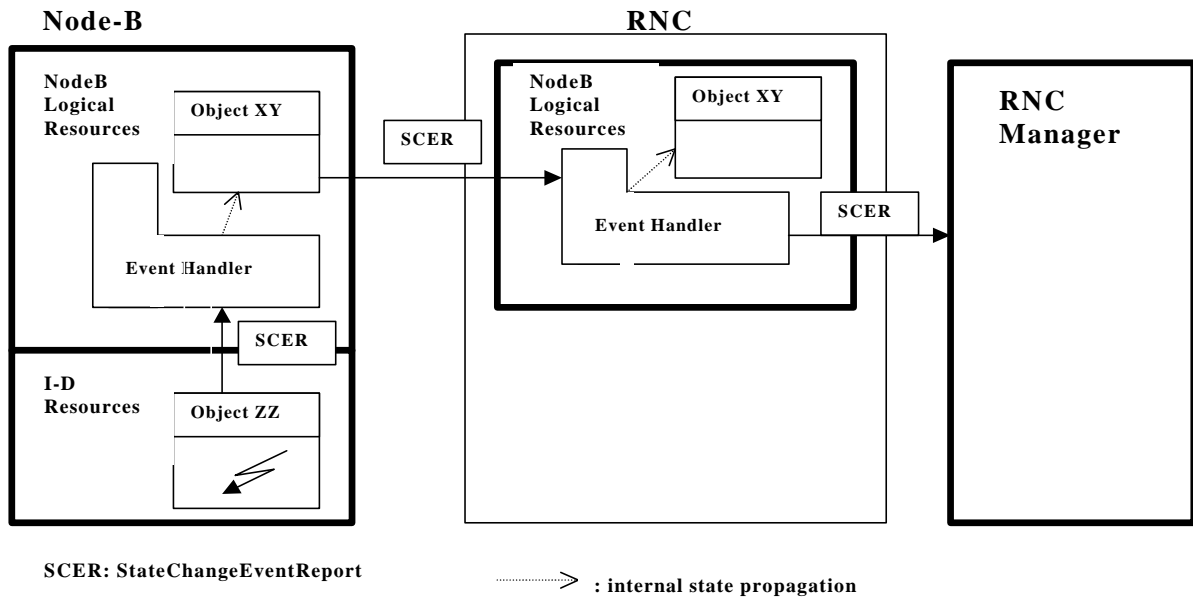 Node-B
RNC
NodeB
Logical
Resources
Object XY
Event Handler
SCER
I-D
Resources
Object ZZ
SCER
NodeB
Logical
Resources
Object XY
Event Handler
SCER
RNC
Manager
SCER: StateChangeEventReport
: internal state propagation